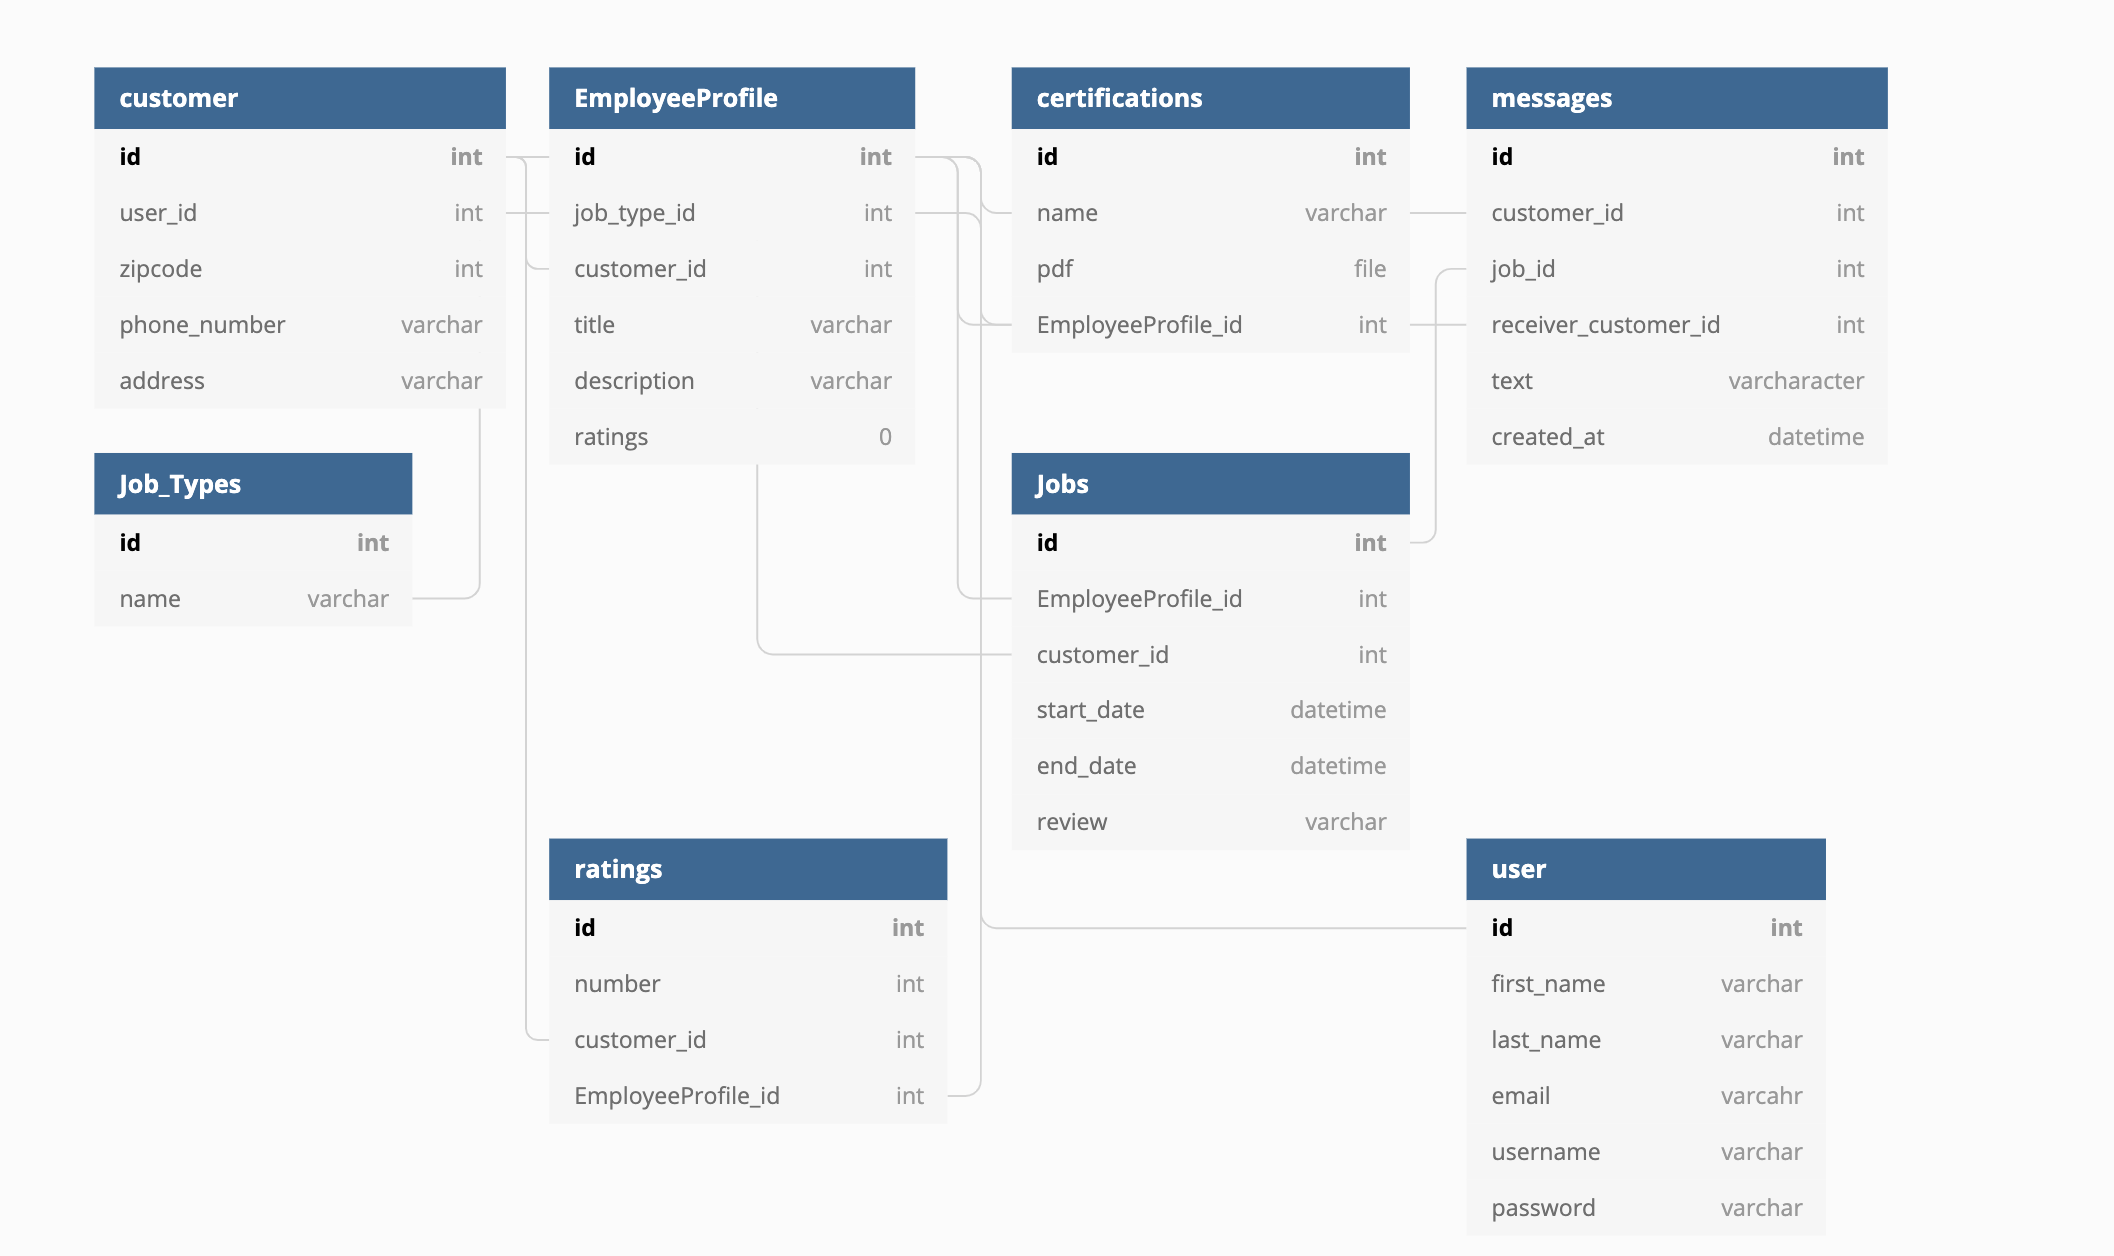 customer
id int
user_id int
zipcode int
phone_number varchar
address varchar
EmployeeProfile
id int
job_type_id int
customer_id int
title varchar
description varchar
ratings 0
certifications
id int
name varchar
pdf file
EmployeeProfile_id int
messages
id int
customer_id int
job_id int
receiver_customer_id int
text varcharacter
created_at datetime
Job_Types
id int
name varchar
Jobs
id int
EmployeeProfile_id int
customer_id int
start_date datetime
end_date datetime
review varchar
ratings
id int
number int
customer_id int
EmployeeProfile_id int
user
id int
first_name varchar
last_name varchar
email varcahr
username varchar
password varchar